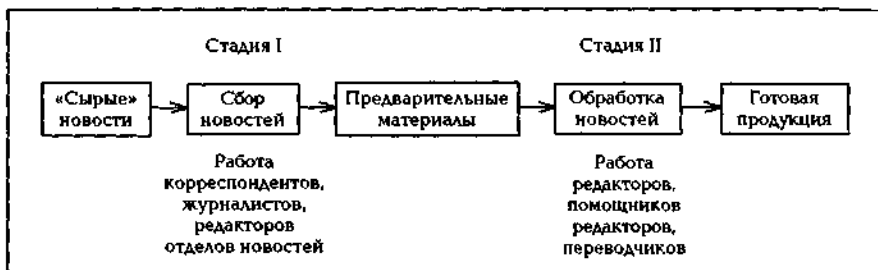 Стадия I
Стадия II
«Сырые»
новости
Сбор
новостей
Предварительные
материалы
Обработка
новостей
Готовая
продукция
Работа
корреспондентов,
журналистов,
редакторов
отделов новостей
Работа
редакторов,
помощников
редакторов,
переводчиков